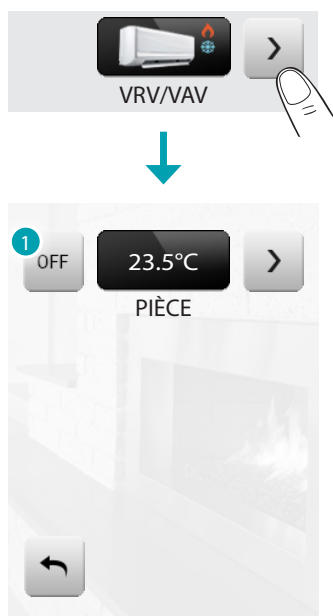 VRV/VAV
1
OFF
23.5°C
PIÈCE